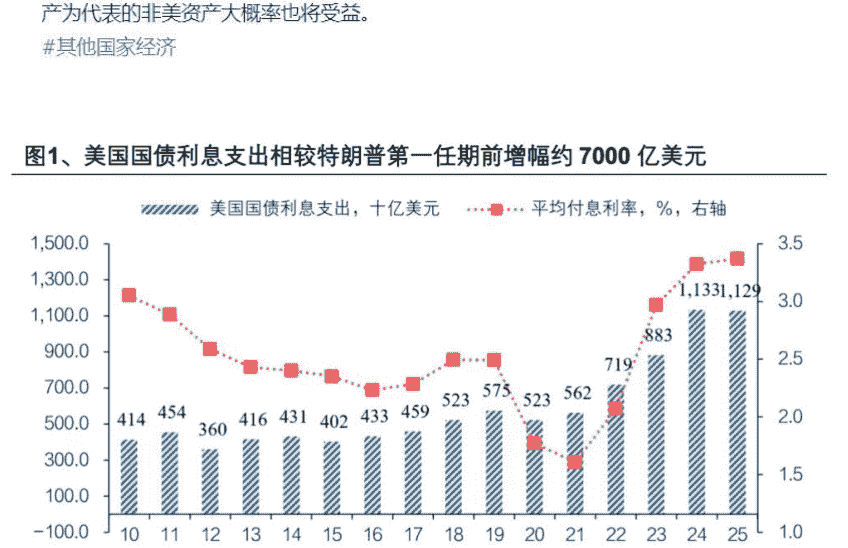 产为代表的非美资产大概率也将受益。
#其他国家经济
图1、美国国债利息支出相较特朗普第一任期前增幅约 7000 亿美元
美国国债利息支出，十亿美元 平均付息利率，%，右轴
1,500.0 3.5
1,300.0
1,133 1,129
1,100.0 3.0
900.0 883
719 2.5
700.0
414 454 360 416 431 402 433 459 523 575 523 562
500.0 2.0
300.0
1.5
100.0
-100.0 1.0
10 11 12 13 14 15 16 17 18 19 20 21 22 23 24 25